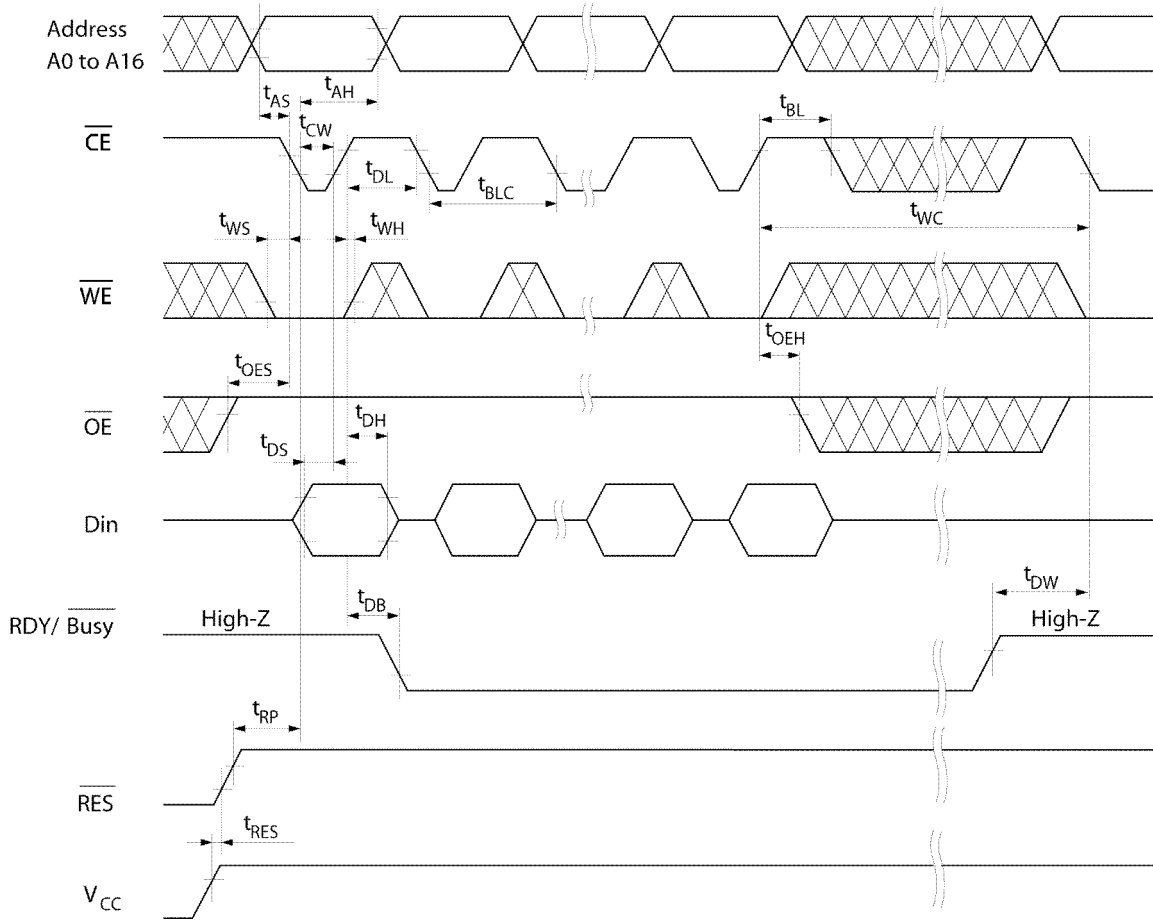 Address
A0 to A16
tAS
tAH
tBL
tCW
CE
tDL
tBLC
tWC
tWS
tWH
WE
tOEH
tOES
tDH
OE
tDS
Din
tDW
tDB
RDY/ Busy
High-Z
High-Z
tRP
RES
tRES
VCC